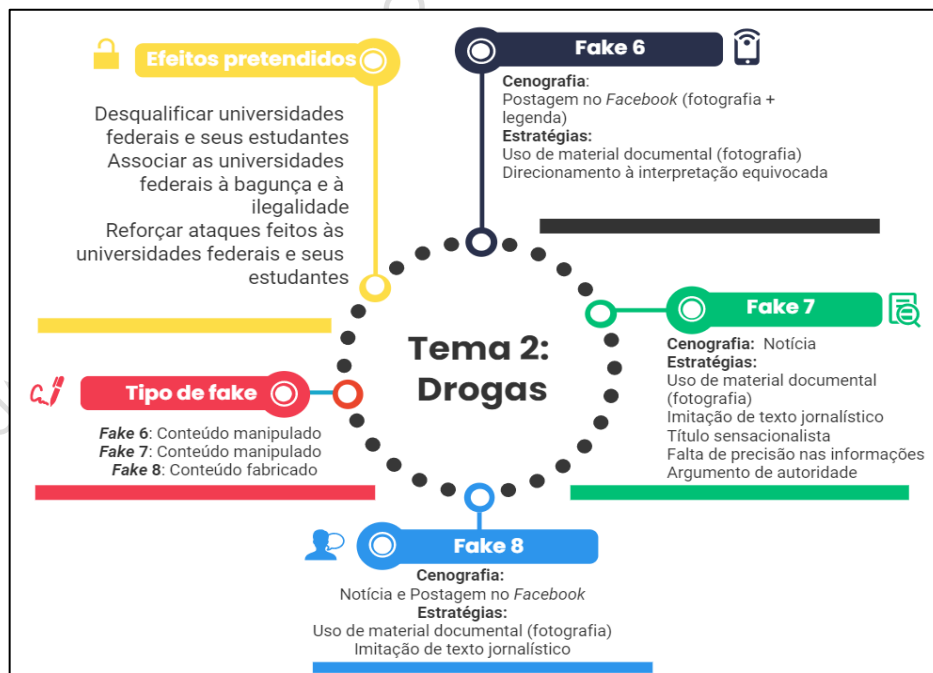 Efeitos pretendidos
Desqualificar universidades
federais e seus estudantes
Associar as universidades
federais à bagunça e à
ilegalidade
Reforçar ataques feitos às
universidades federais e seus
estudantes
Fake 6
Cenografia:
Postagem no Facebook (fotografia +
legenda)
Estratégias:
Uso de material documental (fotografia)
Direcionamento à interpretação equivocada
Tema 2:
Drogas
Fake 7
Cenografia: Notícia
Estratégias:
Uso de material documental
(fotografia)
Imitação de texto jornalístico
Título sensacionalista
Falta de precisão nas informações
Argumento de autoridade
Tipo de fake
Fake 6: Conteúdo manipulado
Fake 7: Conteúdo manipulado
Fake 8: Conteúdo fabricado
Fake 8
Cenografia:
Notícia e Postagem no Facebook
Estratégias:
Uso de material documental (fotografia)
Imitação de texto jornalístico